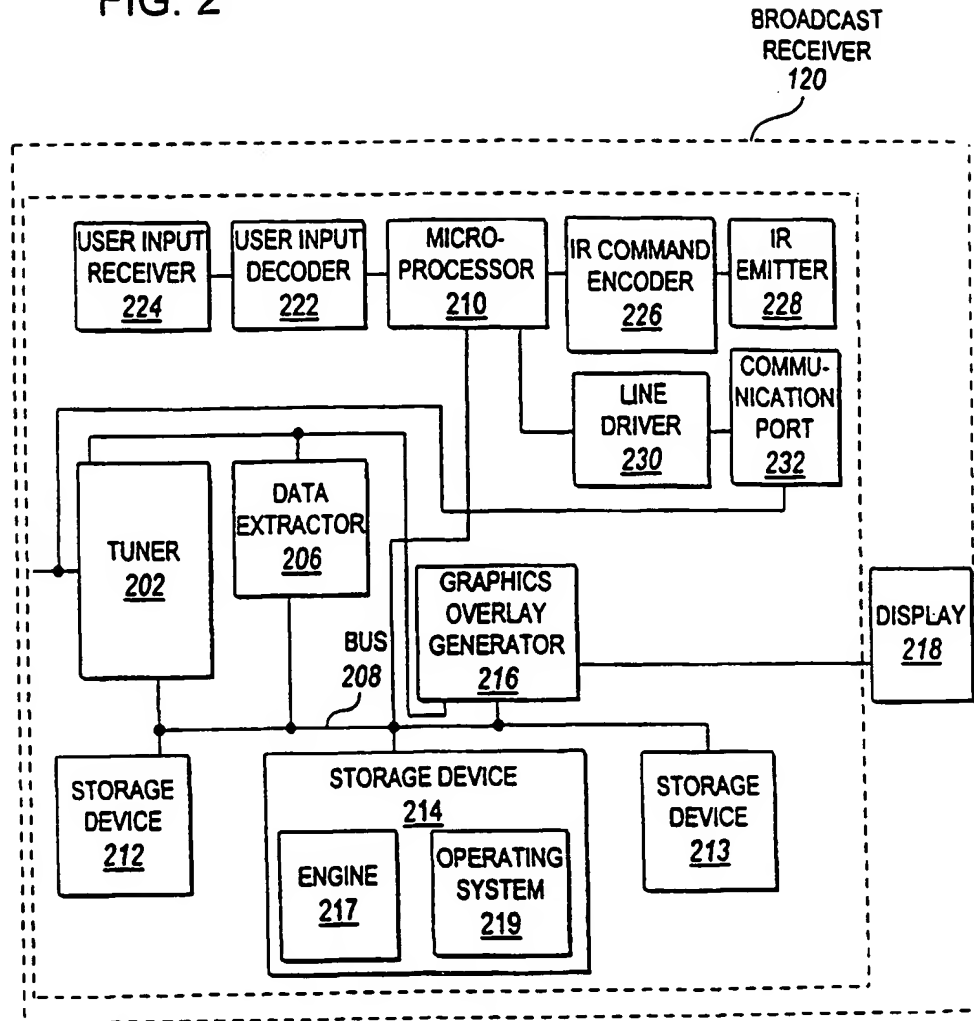 FIG. 2
BROADCAST
RECEIVER
120
USER INPUT
RECEIVER
224
USER INPUT
DECODER
222
MICRO-
PROCESSOR
210
IR COMMAND
ENCODER
226
IR
EMITTER
228
LINE
DRIVER
230
COMMU-
NICATION
PORT
232
TUNER
202
DATA
EXTRACTOR
206
GRAPHICS
OVERLAY
GENERATOR
216
DISPLAY
218
BUS
208
STORAGE
DEVICE
212
STORAGE DEVICE
214
ENGINE
217
OPERATING
SYSTEM
219
STORAGE
DEVICE
213